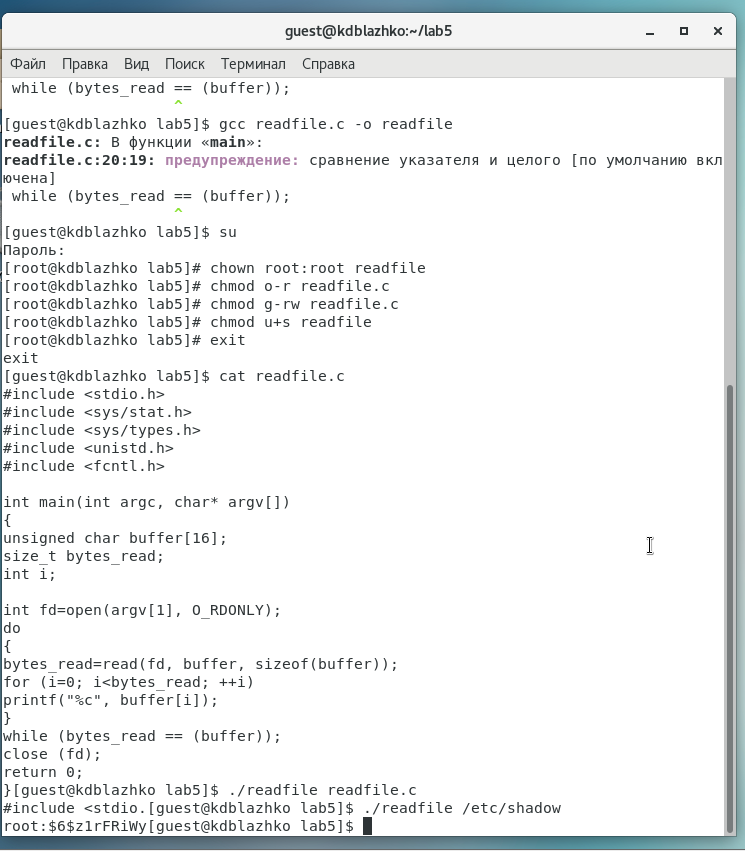 guest@kdblazhko:~/lab5
Файл Правка Вид Поиск Терминал Справка
 while (bytes_read == (buffer));
                   ^
[guest@kdblazhko lab5]$ gcc readfile.c -o readfile
readfile.c: В функции «main»:
readfile.c:20:19: предупреждение: сравнение указателя и целого [по умолчанию вкл
ючена]
 while (bytes_read == (buffer));
                   ^
[guest@kdblazhko lab5]$ su
Пароль:
[root@kdblazhko lab5]# chown root:root readfile
[root@kdblazhko lab5]# chmod o-r readfile.c
[root@kdblazhko lab5]# chmod g-rw readfile.c
[root@kdblazhko lab5]# chmod u+s readfile
[root@kdblazhko lab5]# exit
exit
[guest@kdblazhko lab5]$ cat readfile.c
#include <stdio.h>
#include <sys/stat.h>
#include <sys/types.h>
#include <unistd.h>
#include <fcntl.h>

int main(int argc, char* argv[])
{
unsigned char buffer[16];
size_t bytes_read;
int i;

int fd=open(argv[1], O_RDONLY);
do
{
bytes_read=read(fd, buffer, sizeof(buffer));
for (i=0; i<bytes_read; ++i)
printf("%c", buffer[i]);
}
while (bytes_read == (buffer));
close (fd);
return 0;
}[guest@kdblazhko lab5]$ ./readfile readfile.c
#include <stdio.[guest@kdblazhko lab5]$ ./readfile /etc/shadow
root:$6$z1rFRiWy[guest@kdblazhko lab5]$